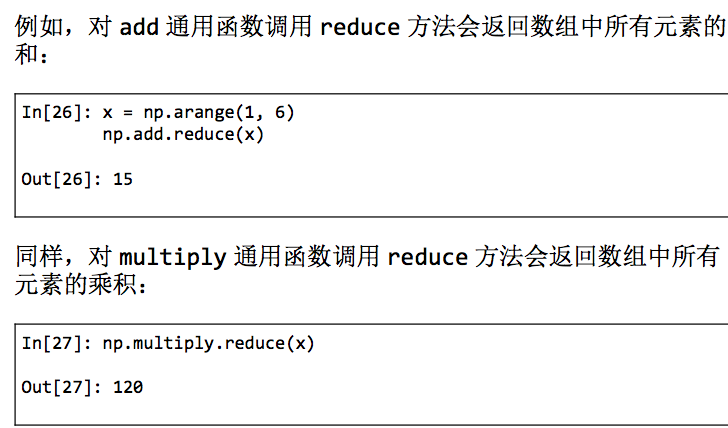 例如，对 add 通用函数调用 reduce 方法会返回数组中所有元素的
和：
In[26]: x = np.arange(1, 6)
        np.add.reduce(x)
Out[26]: 15
同样，对 multiply 通用函数调用 reduce 方法会返回数组中所有
元素的乘积：
In[27]: np.multiply.reduce(x)
Out[27]: 120